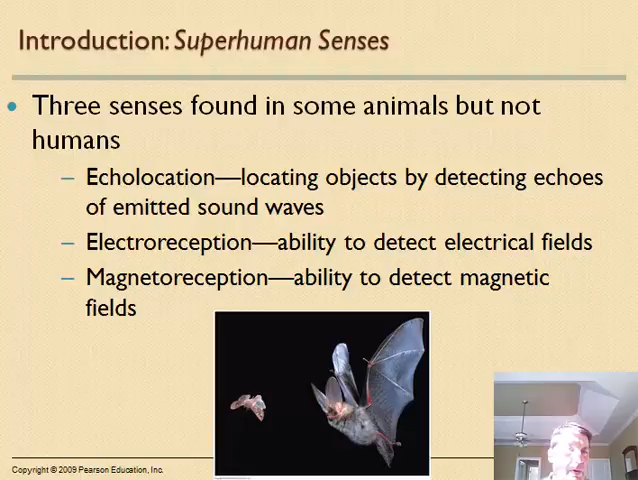 Introduction: Superhuman Senses
• Three senses found in some animals but not
humans
– Echolocation—locating objects by detecting echoes
of emitted sound waves
– Electroreception—ability to detect electrical fields
– Magnetoreception—ability to detect magnetic
fields
Copyright © 2009 Pearson Education, Inc.